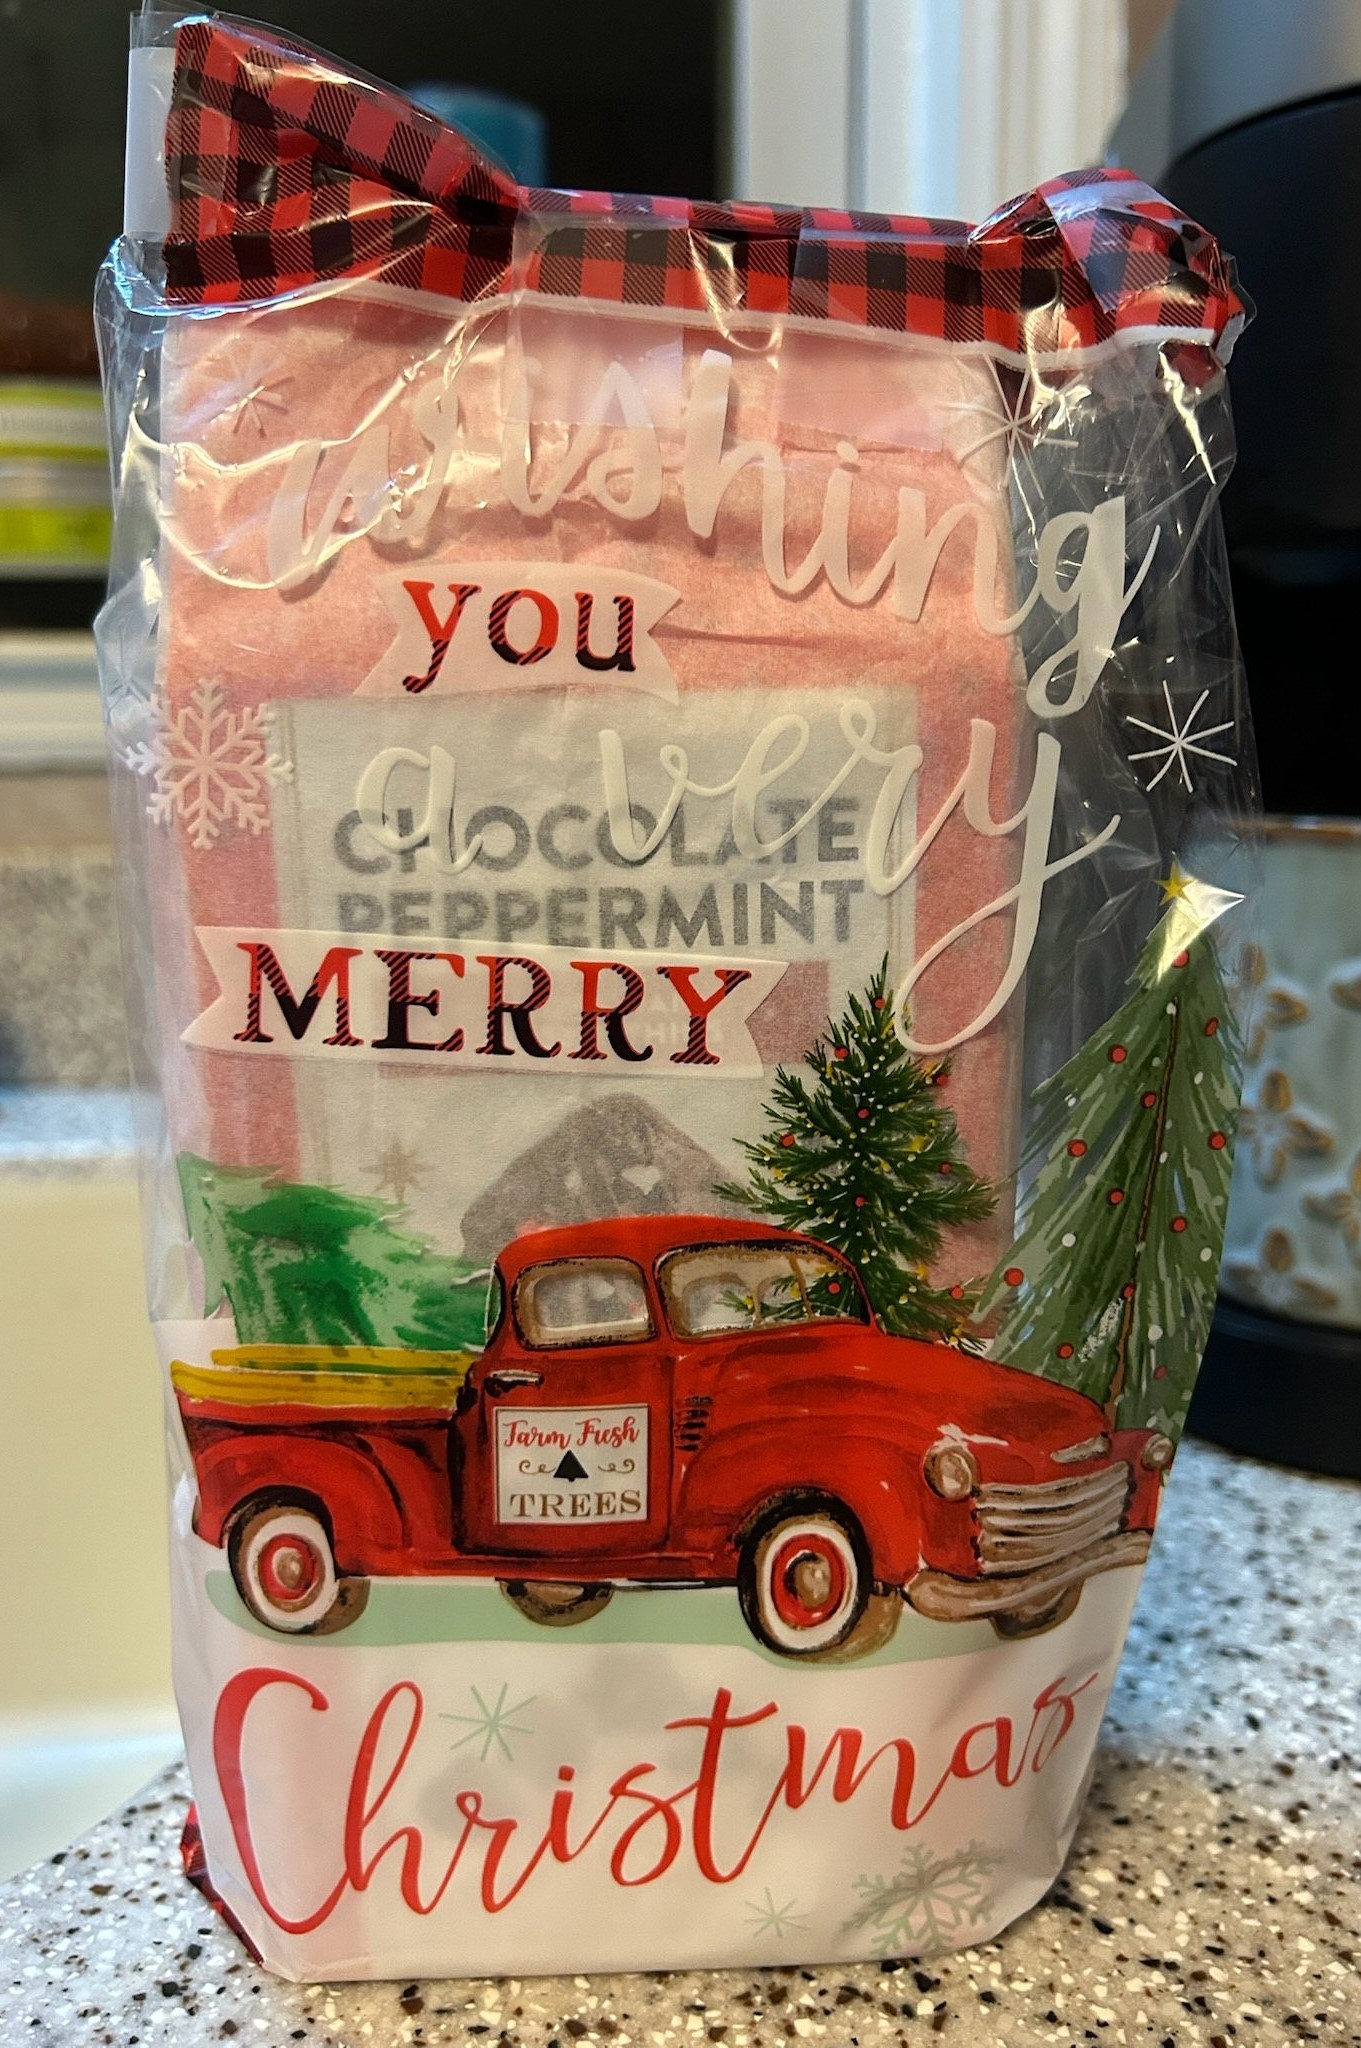 wishing
you
a very
CHOCOLATE
PEPPERMINT
MERRY
Farm Fresh
TREES
Christmas